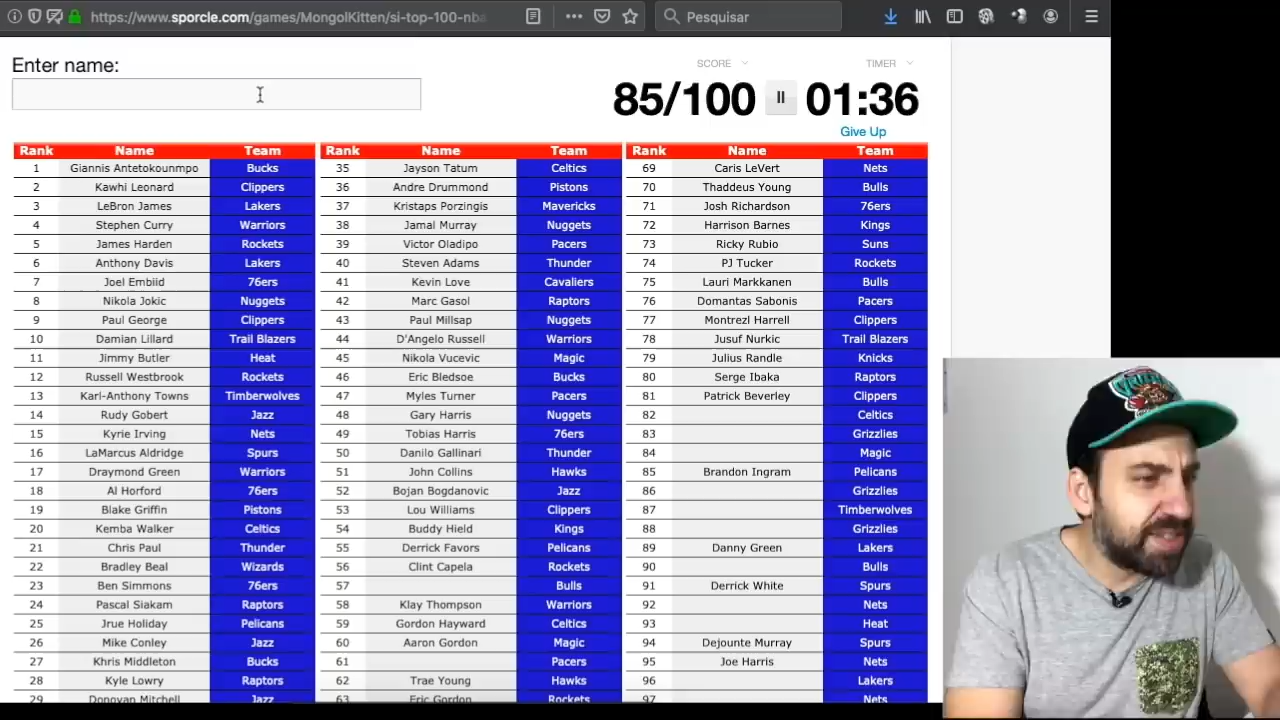 https://www.sporcle.com/games/MongolKitten/si-top-100-nba
Pesquisar
Enter name:
SCORE
TIMER
85/100
01:36
Give Up
Rank Name Team Rank Name Team Rank Name Team
1 Giannis Antetokounmpo Bucks 35 Jayson Tatum Celtics 69 Caris LeVert Nets
2 Kawhi Leonard Clippers 36 Andre Drummond Pistons 70 Thaddeus Young Bulls
3 LeBron James Lakers 37 Kristaps Porzingis Mavericks 71 Josh Richardson 76ers
4 Stephen Curry Warriors 38 Jamal Murray Nuggets 72 Harrison Barnes Kings
5 James Harden Rockets 39 Victor Oladipo Pacers 73 Ricky Rubio Suns
6 Anthony Davis Lakers 40 Steven Adams Thunder 74 PJ Tucker Rockets
7 Joel Embiid 76ers 41 Kevin Love Cavaliers 75 Lauri Markkanen Bulls
8 Nikola Jokic Nuggets 42 Marc Gasol Raptors 76 Domantas Sabonis Pacers
9 Paul George Clippers 43 Paul Millsap Nuggets 77 Montrezl Harrell Clippers
10 Damian Lillard Trail Blazers 44 D'Angelo Russell Warriors 78 Jusuf Nurkic Trail Blazers
11 Jimmy Butler Heat 45 Nikola Vucevic Magic 79 Julius Randle Knicks
12 Russell Westbrook Rockets 46 Eric Bledsoe Bucks 80 Serge Ibaka Raptors
13 Karl-Anthony Towns Timberwolves 47 Myles Turner Pacers 81 Patrick Beverley Clippers
14 Rudy Gobert Jazz 48 Gary Harris Nuggets 82 Celtics
15 Kyrie Irving Nets 49 Tobias Harris 76ers 83 Grizzlies
16 LaMarcus Aldridge Spurs 50 Danilo Gallinari Thunder 84 Magic
17 Draymond Green Warriors 51 John Collins Hawks 85 Brandon Ingram Pelicans
18 Al Horford 76ers 52 Bojan Bogdanovic Jazz 86 Grizzlies
19 Blake Griffin Pistons 53 Lou Williams Clippers 87 Timberwolves
20 Kemba Walker Celtics 54 Buddy Hield Kings 88 Grizzlies
21 Chris Paul Thunder 55 Derrick Favors Pelicans 89 Danny Green Lakers
22 Bradley Beal Wizards 56 Clint Capela Rockets 90 Bulls
23 Ben Simmons 76ers 57 Bulls 91 Derrick White Spurs
24 Pascal Siakam Raptors 58 Klay Thompson Warriors 92 Nets
25 Jrue Holiday Pelicans 59 Gordon Hayward Celtics 93 Heat
26 Mike Conley Jazz 60 Aaron Gordon Magic 94 Dejounte Murray Spurs
27 Khris Middleton Bucks 61 Pacers 95 Joe Harris Nets
28 Kyle Lowry Raptors 62 Trae Young Hawks 96 Lakers
29 Donovan Mitchell Jazz 63 Eric Gordon Rockets 97 Nets